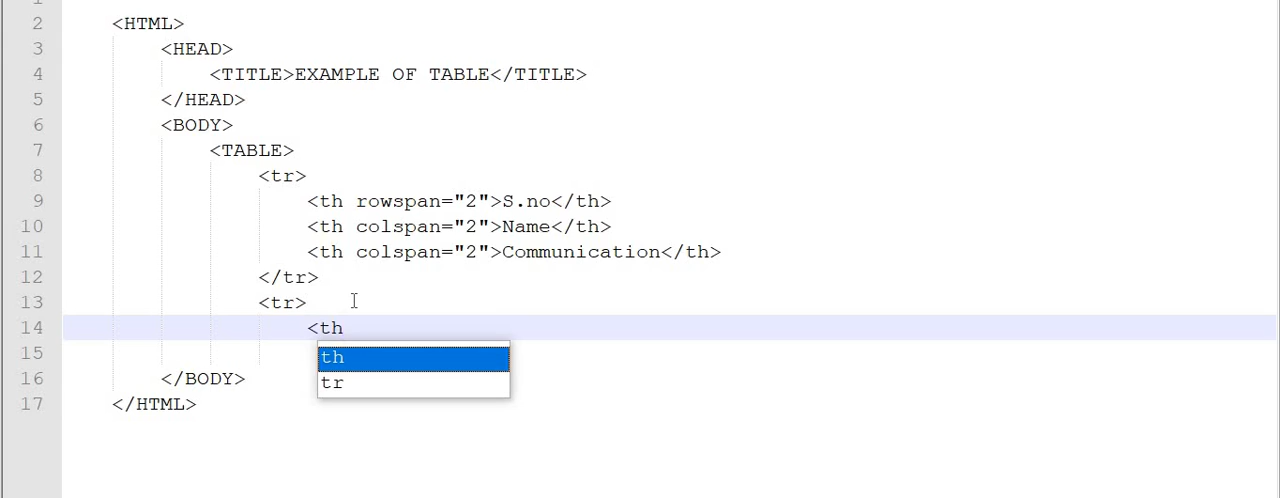 1
2 <HTML>
3 <HEAD>
4 <TITLE>EXAMPLE OF TABLE</TITLE>
5 </HEAD>
6 <BODY>
7 <TABLE>
8 <tr>
9 <th rowspan="2">S.no</th>
10 <th colspan="2">Name</th>
11 <th colspan="2">Communication</th>
12 </tr>
13 <tr>
14 <th
15 th
tr
16 </BODY>
17 </HTML>